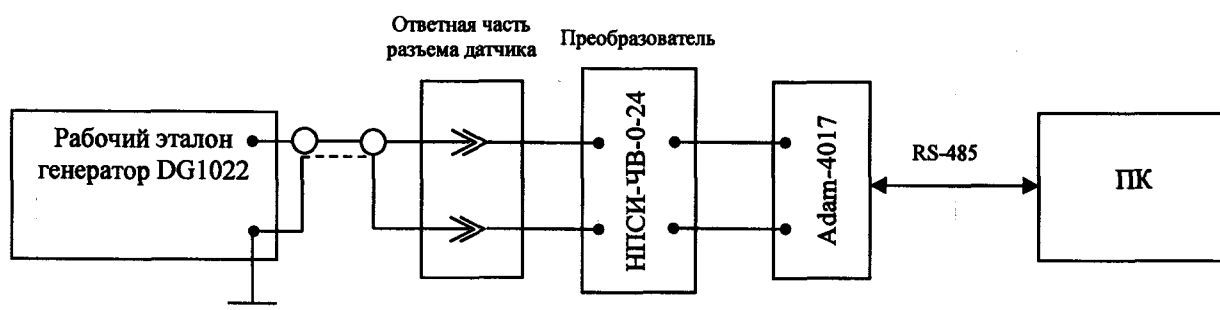 Ответная часть
разъема датчика
Преобразователь
Рабочий эталон
генератор DG1022
НПСИ-ЧВ-0-24
Adam-4017
RS-485
ПК